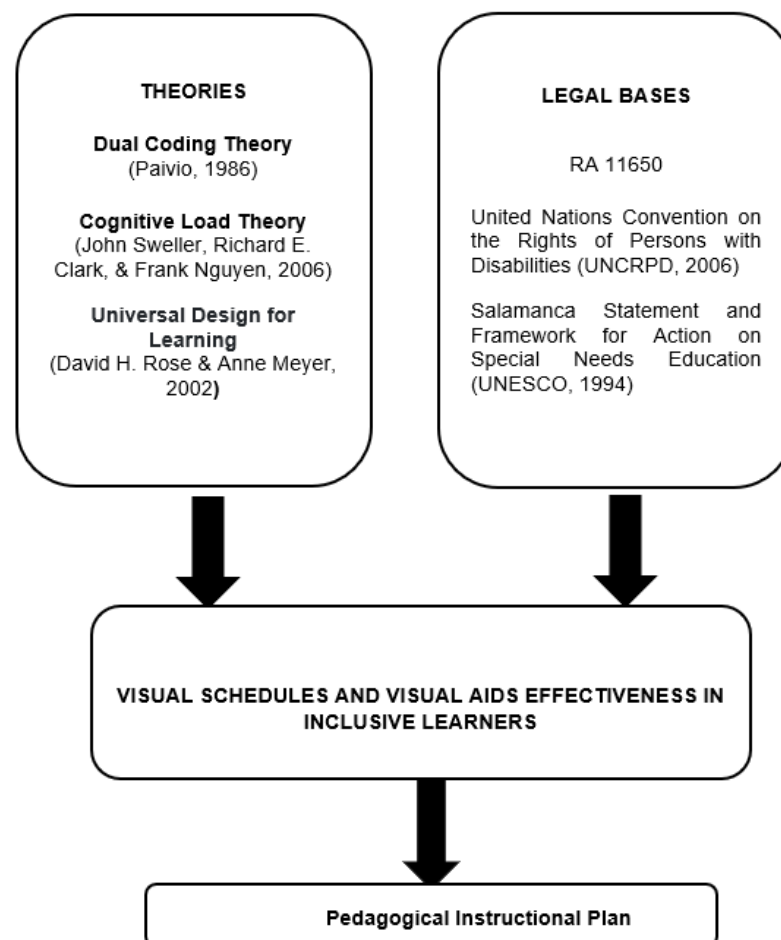 THEORIES
Dual Coding Theory
(Paivio, 1986)
Cognitive Load Theory
(John Sweller, Richard E.
Clark, & Frank Nguyen, 2006)
Universal Design for
Learning
(David H. Rose & Anne Meyer,
2002)
LEGAL BASES
RA 11650
United Nations Convention on
the Rights of Persons with
Disabilities (UNCRPD, 2006)
Salamanca Statement and
Framework for Action on
Special Needs Education
(UNESCO, 1994)
VISUAL SCHEDULES AND VISUAL AIDS EFFECTIVENESS IN
INCLUSIVE LEARNERS
Pedagogical Instructional Plan